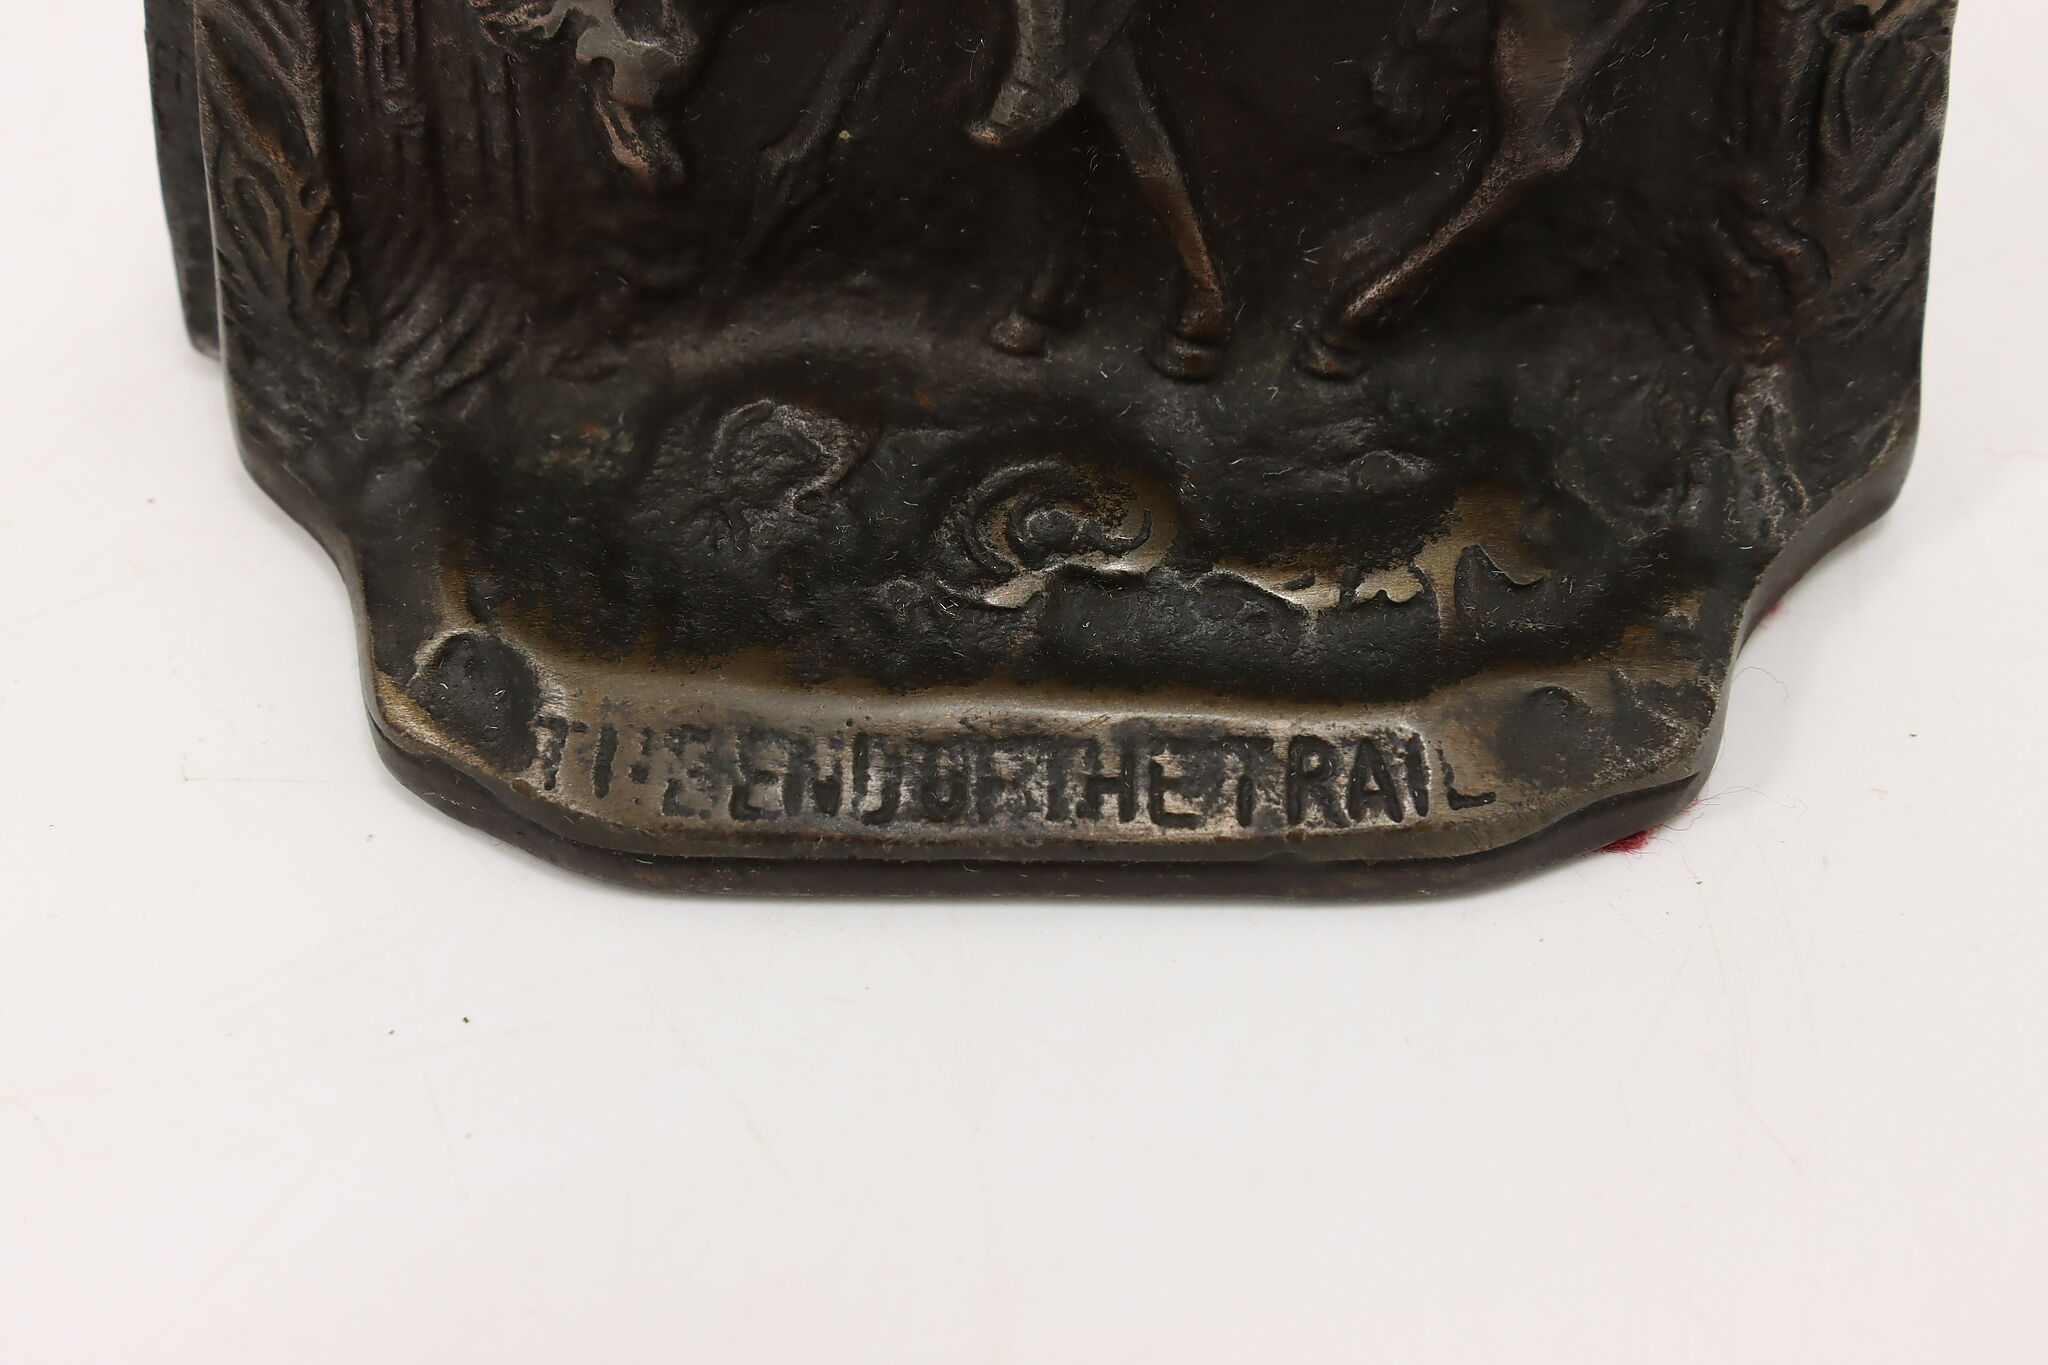 THE END OF THE TRAIL